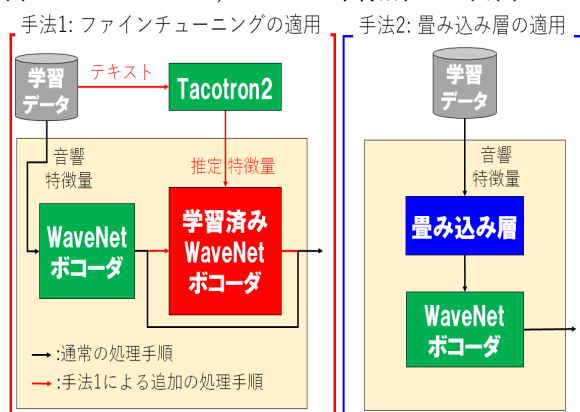 手法1: ファインチューニングの適用
学習
データ
テキスト
Tacotron2
音響
特徴量
推定 特徴量
WaveNet
ボコーダ
学習済み
WaveNet
ボコーダ
→ :通常の処理手順
→ :手法1による追加の処理手順
手法2: 畳み込み層の適用
学習
データ
音響
特徴量
畳み込み層
WaveNet
ボコーダ